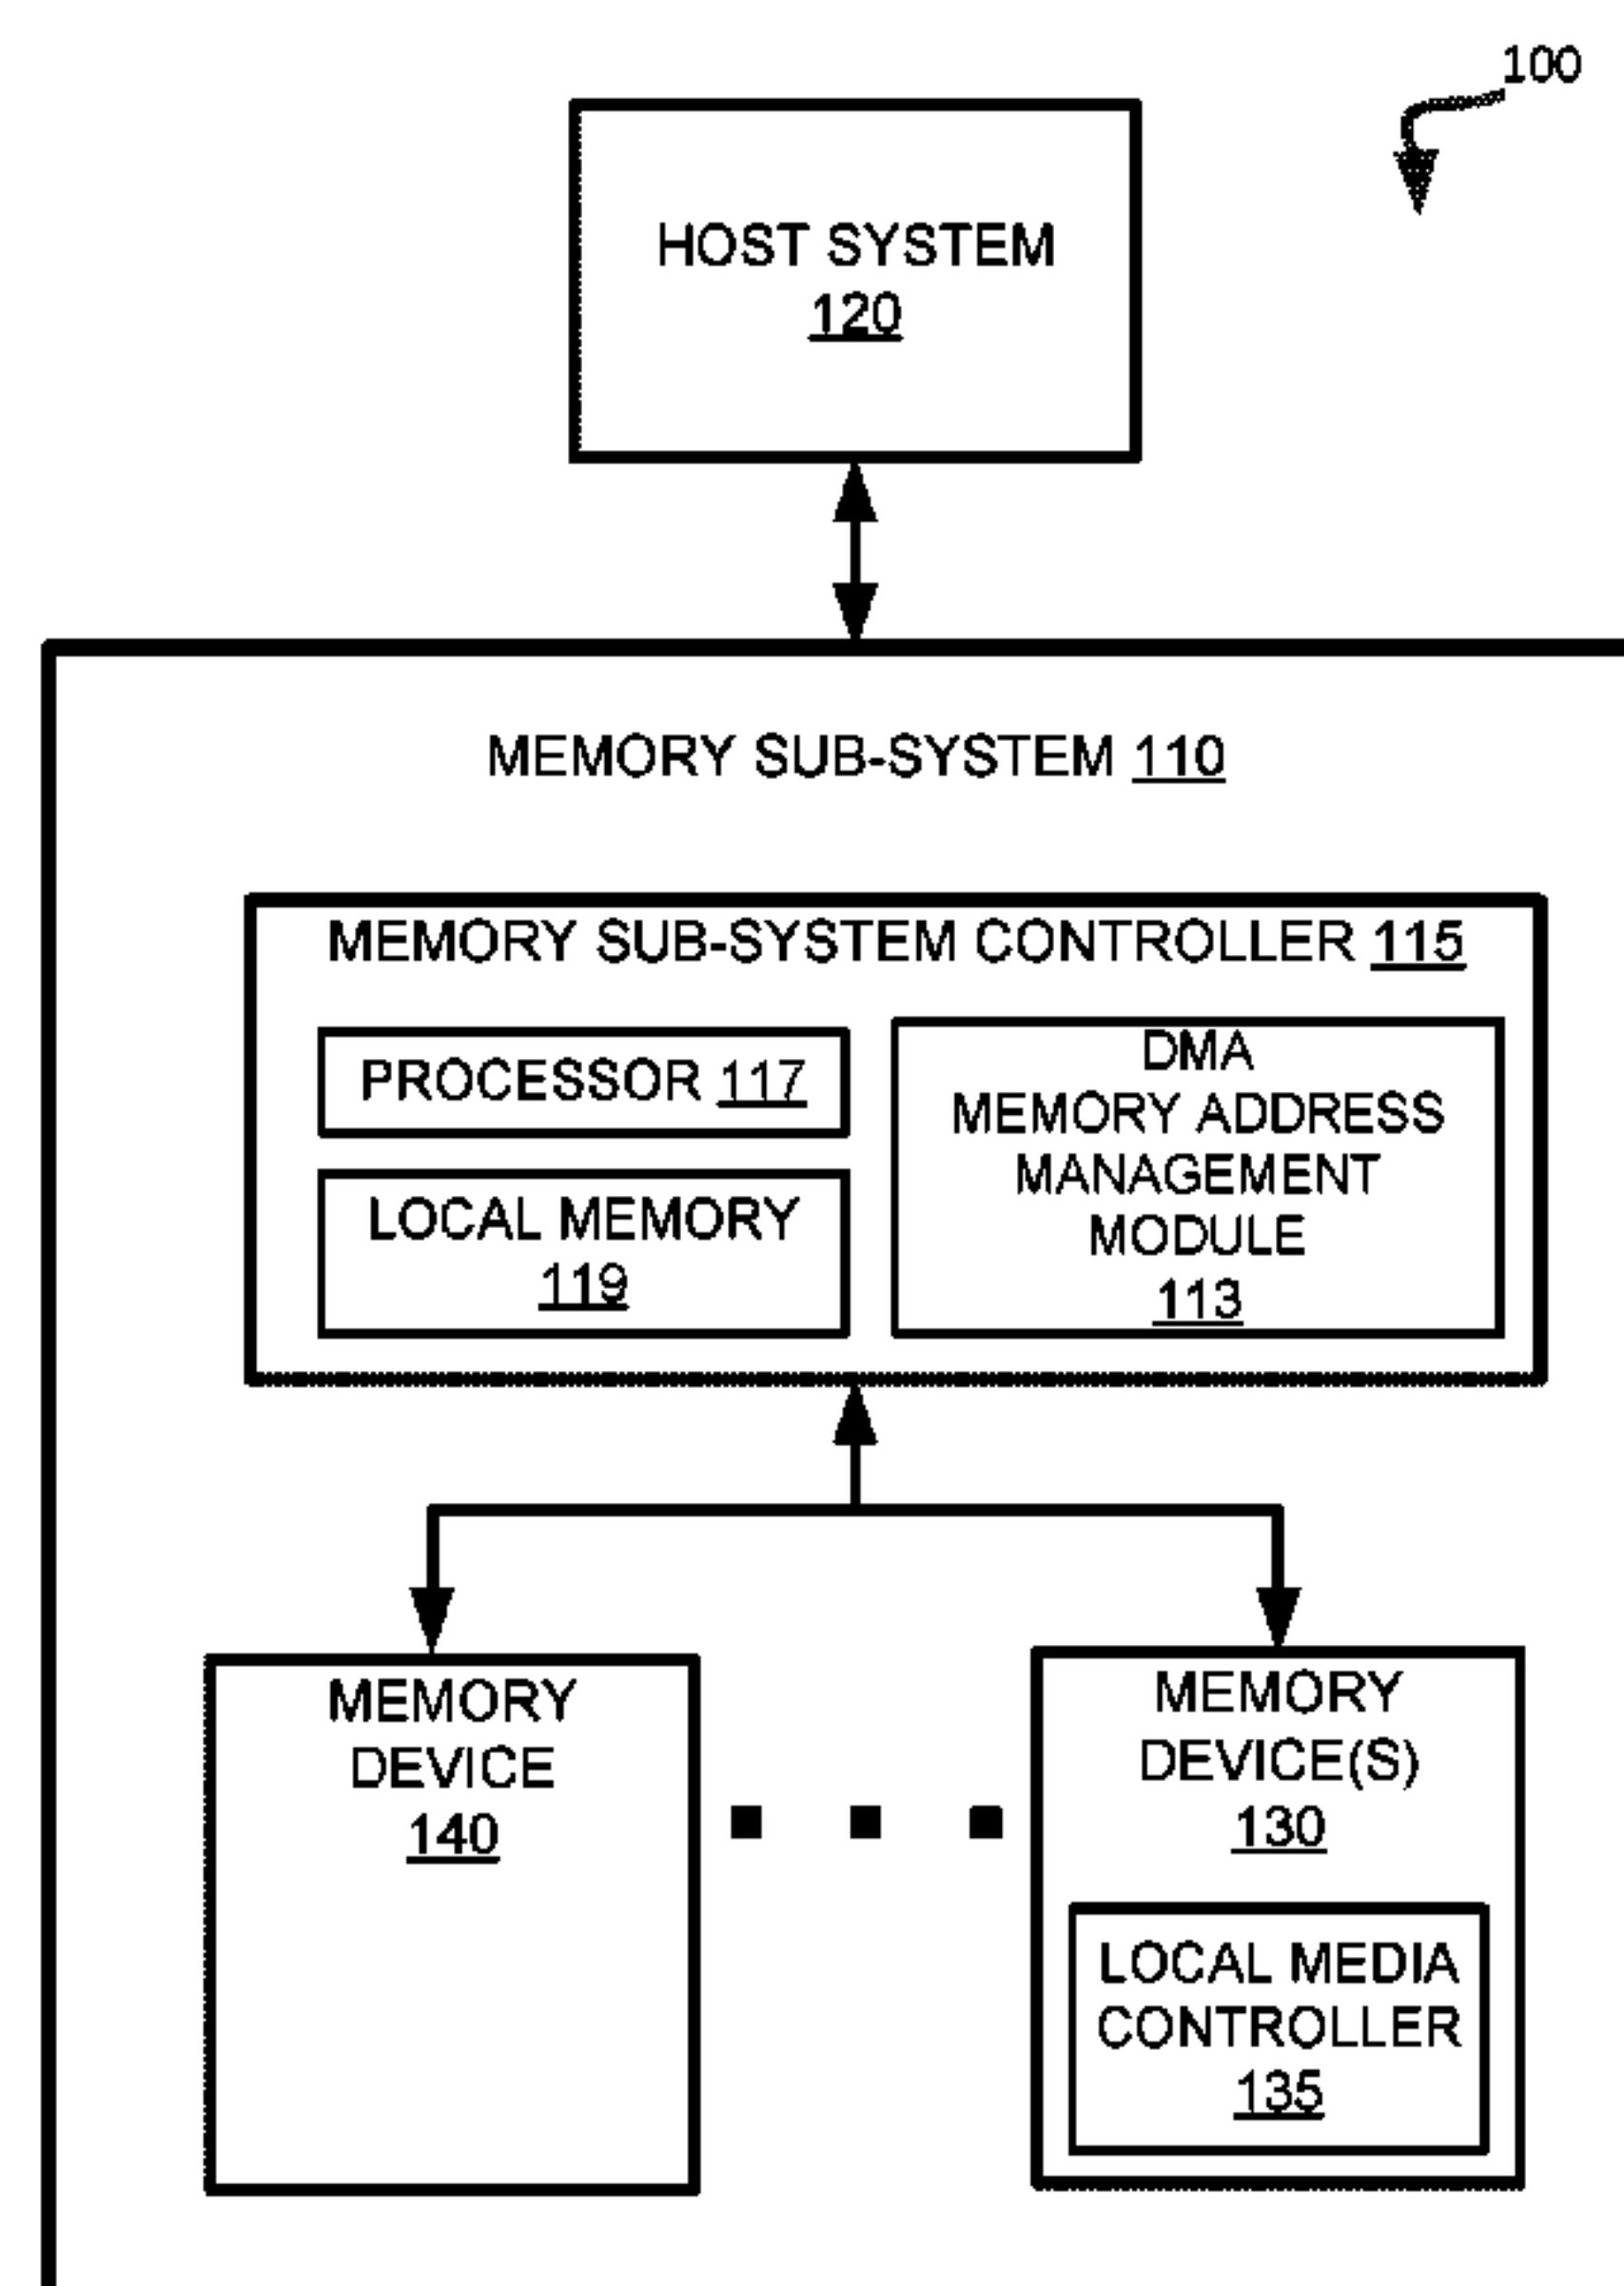 100
HOST SYSTEM
120
MEMORY SUB-SYSTEM 110
MEMORY SUB-SYSTEM CONTROLLER 115
PROCESSOR 117
LOCAL MEMORY
119
DMA
MEMORY ADDRESS
MANAGEMENT
MODULE
113
MEMORY
DEVICE
140
MEMORY
DEVICE(S)
130
LOCAL MEDIA
CONTROLLER
135